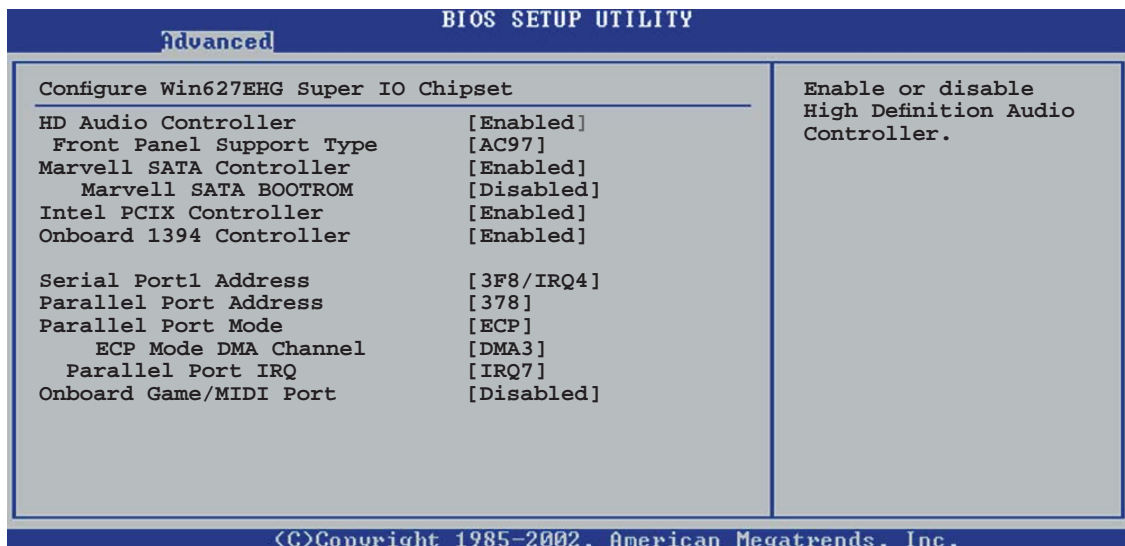 BIOS SETUP UTILITY
Advanced
Configure Win627EHG Super IO Chipset
HD Audio Controller [Enabled]
Front Panel Support Type [AC97]
Marvell SATA Controller [Enabled]
Marvell SATA BOOTROM [Disabled]
Intel PCIX Controller [Enabled]
Onboard 1394 Controller [Enabled]
Serial Port1 Address [3F8/IRQ4]
Parallel Port Address [378]
Parallel Port Mode [ECP]
ECP Mode DMA Channel [DMA3]
Parallel Port IRQ [IRQ7]
Onboard Game/MIDI Port [Disabled]
Enable or disable
High Definition Audio
Controller.
(C)Copyright 1985-2002, American Megatrends, Inc.